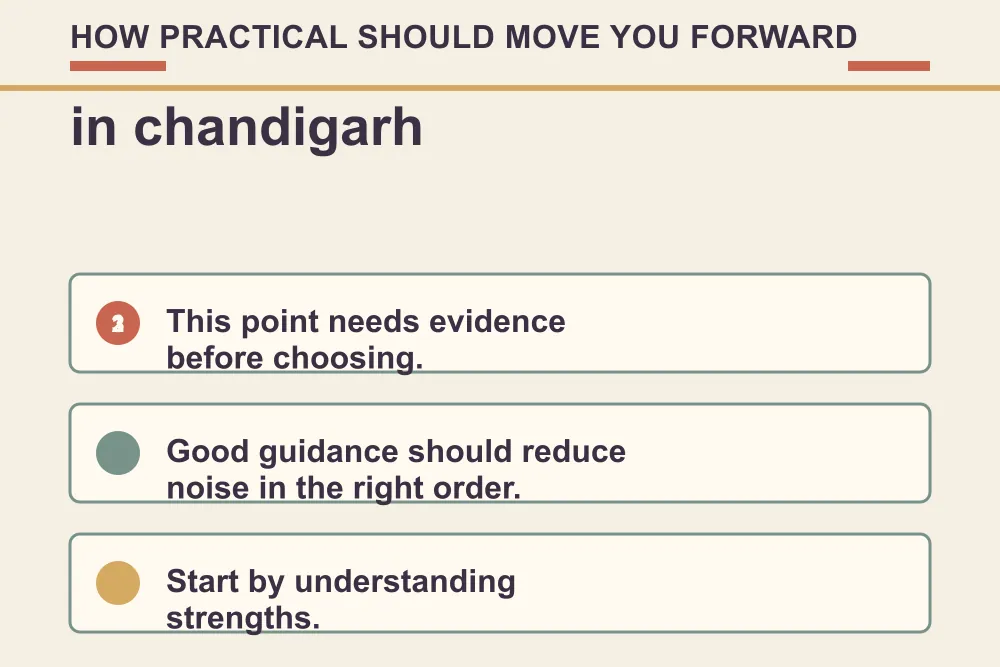 HOW PRACTICAL SHOULD MOVE YOU FORWARD
in chandigarh
This point needs evidence
before choosing.
Good guidance should reduce
noise in the right order.
Start by understanding
strengths.